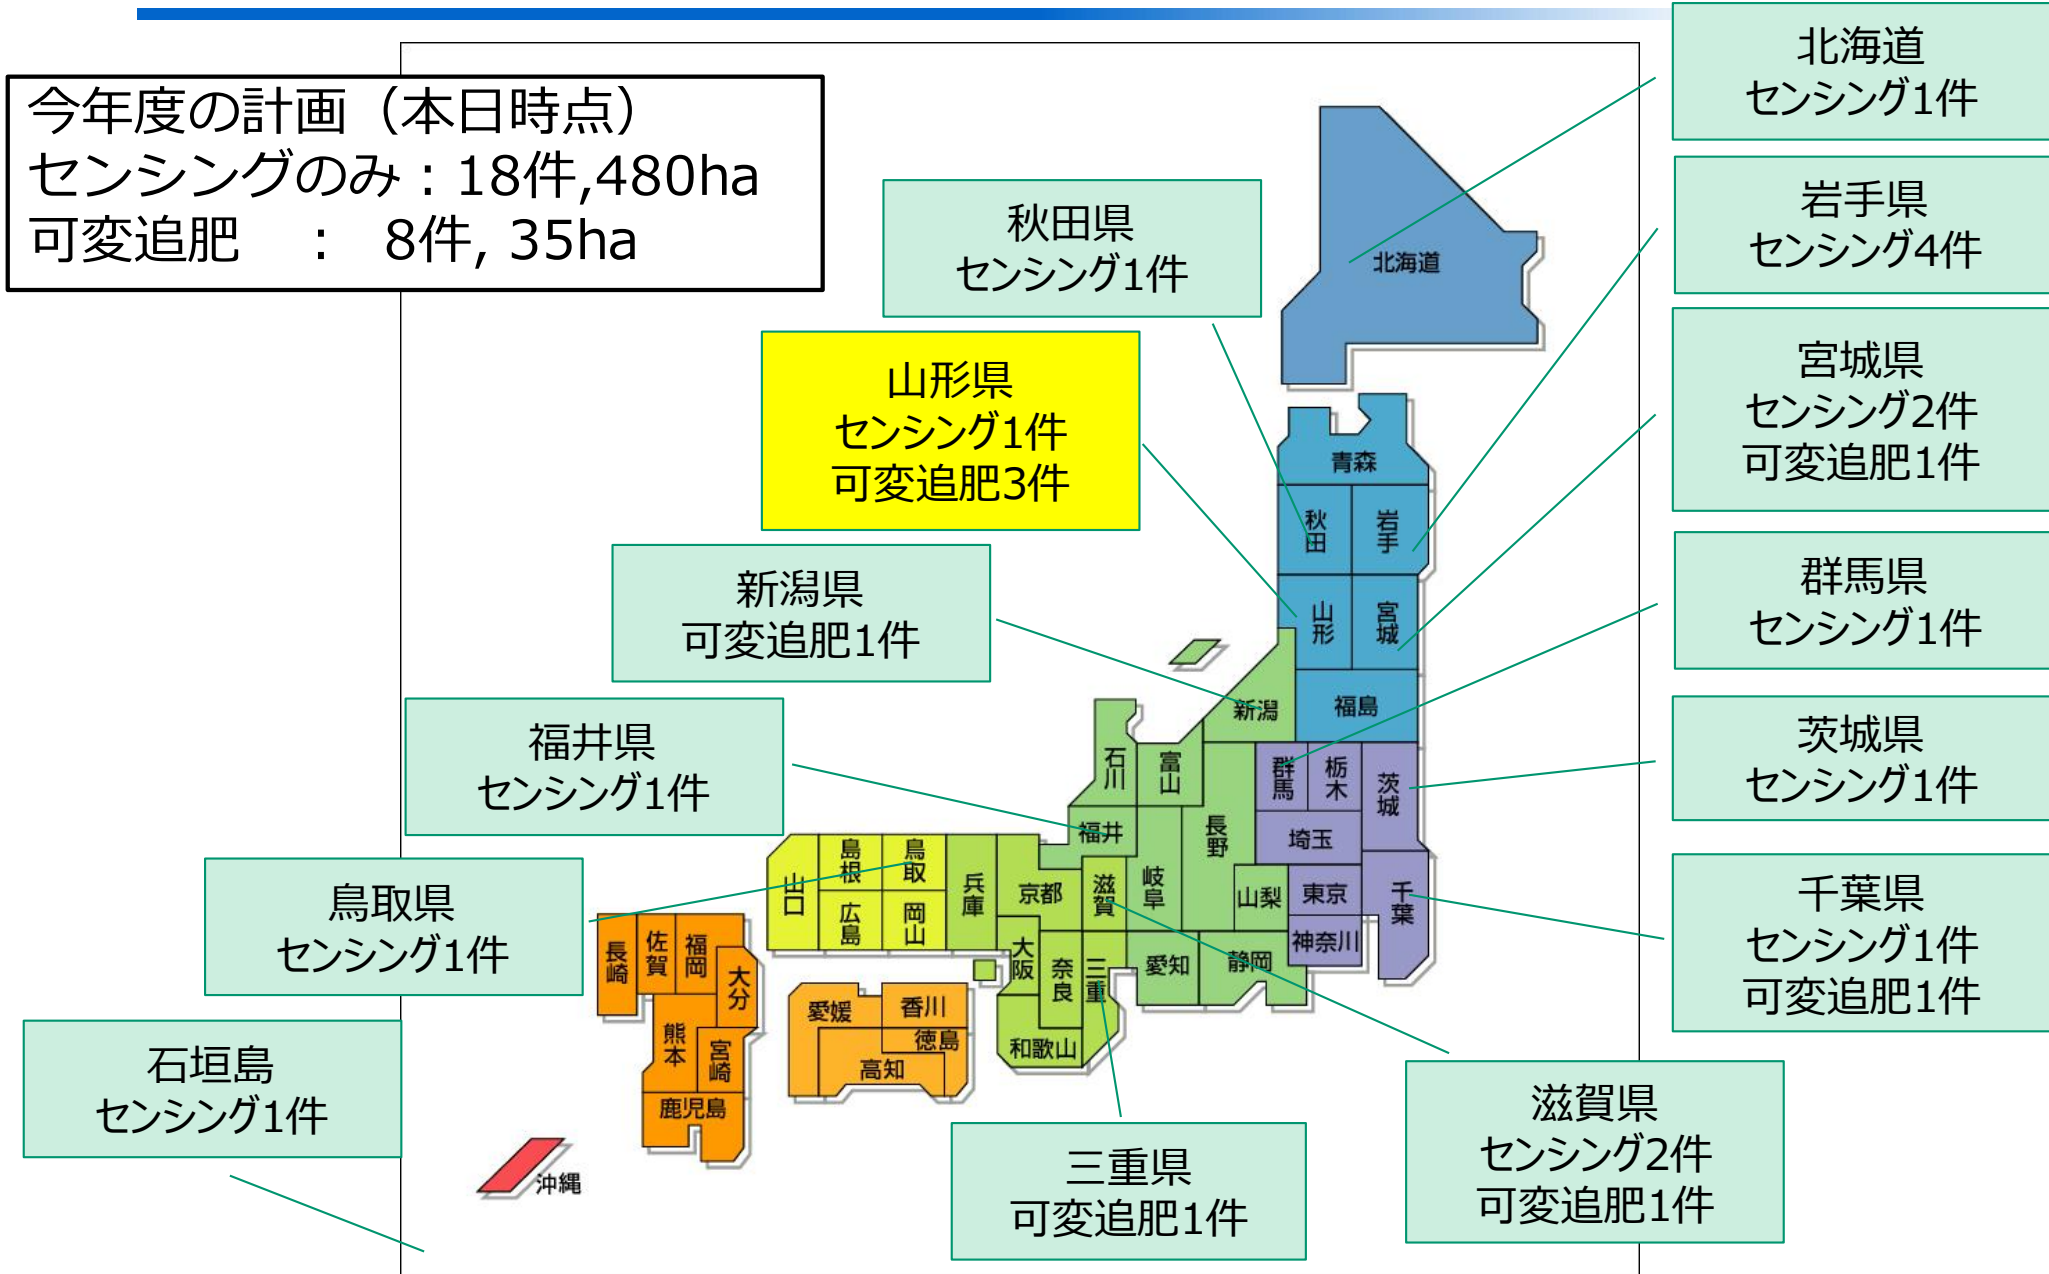 今年度の計画（本日時点）
センシングのみ：18件,480ha
可変追肥　：　8件, 35ha
北海道
センシング1件
岩手県
センシング4件
宮城県
センシング2件
可変追肥1件
群馬県
センシング1件
茨城県
センシング1件
千葉県
センシング1件
可変追肥1件
滋賀県
センシング2件
可変追肥1件
三重県
可変追肥1件
秋田県
センシング1件
山形県
センシング1件
可変追肥3件
新潟県
可変追肥1件
福井県
センシング1件
鳥取県
センシング1件
石垣島
センシング1件
北海道
青森
秋田
岩手
山形
宮城
新潟
福島
石川
富山
群馬
栃木
茨城
福井
長野
埼玉
山口
島根
鳥取
兵庫
京都
滋賀
岐阜
山梨
東京
千葉
広島
岡山
大阪
奈良
三重
愛知
静岡
神奈川
和歌山
長崎
佐賀
福岡
大分
熊本
宮崎
鹿児島
愛媛
香川
徳島
高知
沖縄